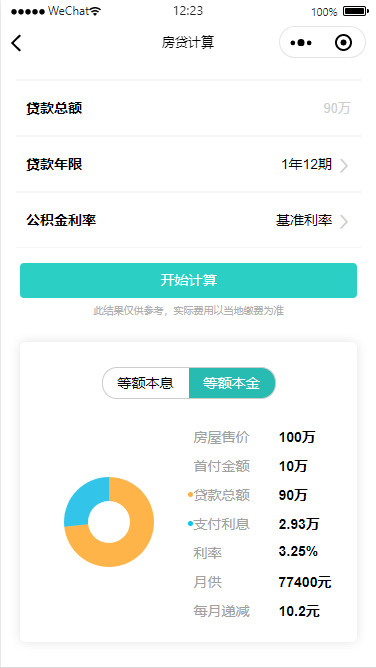 WeChat 12:23 100%
房贷计算
贷款总额 90万
贷款年限 1年12期
公积金利率 基准利率
开始计算
此结果仅供参考，实际费用以当地缴费为准
等额本息 等额本金
房屋售价 100万
首付金额 10万
贷款总额 90万
支付利息 2.93万
利率 3.25%
月供 77400元
每月递减 10.2元